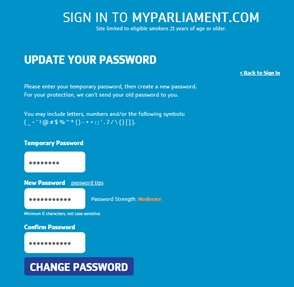 SIGN IN TO MYPARLIAMENT.COM
Site limited to eligible smokers 21 years of age or older.
UPDATE YOUR PASSWORD
< Back to Sign In
Please enter your temporary password, then create a new password.
For your protection, we can't send your old password to you.
You may include letters, numbers and/or the following symbols:
Temporary Password
New Password password tips
Password Strength: Moderate
Minimum 8 characters, not case sensitive.
Confirm Password
CHANGE PASSWORD